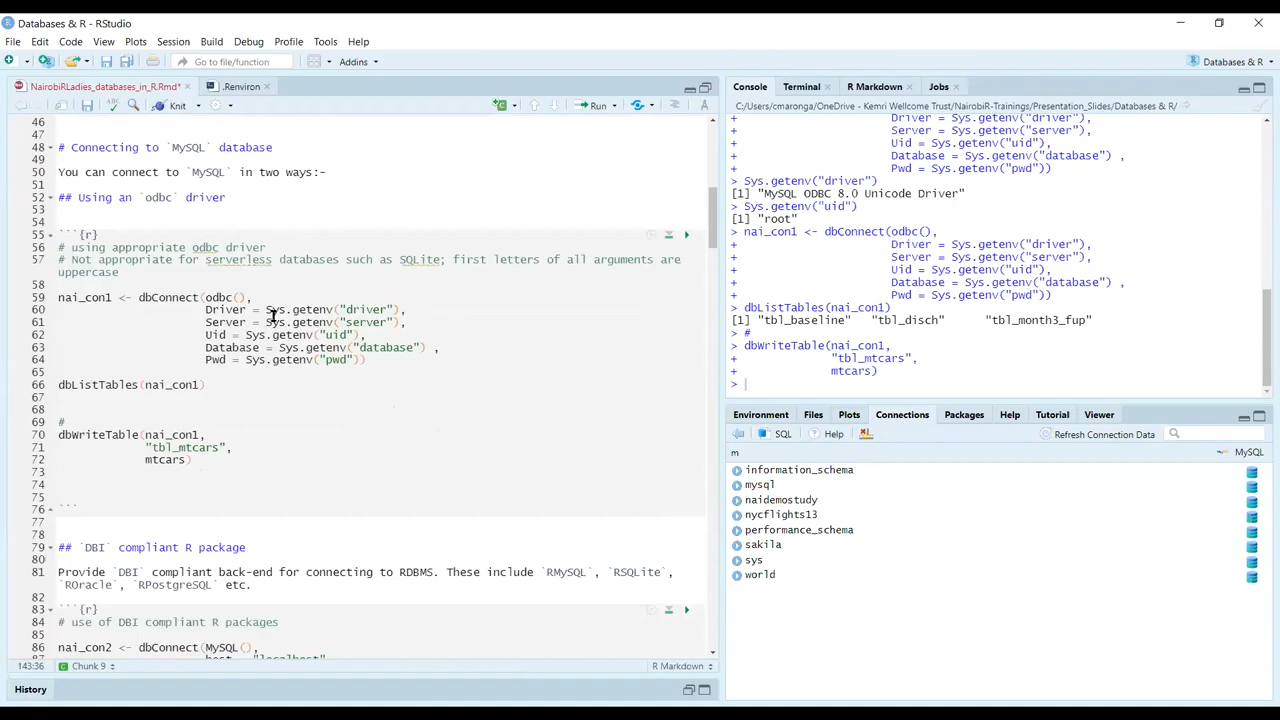 Databases & R - RStudio
File Edit Code View Plots Session Build Debug Profile Tools Help
Go to file/function Addins Databases & R
NairobiRLadies_databases_in_R.Rmd* .Renviron
Knit Run
46
47
48 # Connecting to `MySQL` database
49
50 You can connect to `MySQL` in two ways:-
51
52 ## Using an `odbc` driver
53
54
55 ```{r}
56 # using appropriate odbc driver
57 # Not appropriate for serverless databases such as SQLite; first letters of all arguments are
uppercase
58
59 nai_con1 <- dbConnect(odbc(),
60 Driver = Sys.getenv("driver"),
61 Server = Sys.getenv("server"),
62 Uid = Sys.getenv("uid"),
63 Database = Sys.getenv("database") ,
64 Pwd = Sys.getenv("pwd"))
65
66 dbListTables(nai_con1)
67
68
69 #
70 dbWriteTable(nai_con1,
71 "tbl_mtcars",
72 mtcars)
73
74
75
76 ```
77
78
79 ## `DBI` compliant R package
80
81 Provide `DBI` compliant back-end for connecting to RDBMS. These include `RMySQL`, `RSQLite`,
`ROracle`, `RPostgreSQL` etc.
82
83 ```{r}
84 # use of DBI compliant R packages
85
86 nai_con2 <- dbConnect(MySQL(),
87 host = "localhost"
143:36 Chunk 9 R Markdown
History
Console Terminal R Markdown Jobs
C:/Users/cmaronga/OneDrive - Kemri Wellcome Trust/NairobiR-Trainings/Presentation_Slides/Databases & R/
+ Driver = Sys.getenv("driver"),
+ Server = Sys.getenv("server"),
+ Uid = Sys.getenv("uid"),
+ Database = Sys.getenv("database") ,
+ Pwd = Sys.getenv("pwd"))
> Sys.getenv("driver")
[1] "MySQL ODBC 8.0 Unicode Driver"
> Sys.getenv("uid")
[1] "root"
> nai_con1 <- dbConnect(odbc(),
+ Driver = Sys.getenv("driver"),
+ Server = Sys.getenv("server"),
+ Uid = Sys.getenv("uid"),
+ Database = Sys.getenv("database") ,
+ Pwd = Sys.getenv("pwd"))
> dbListTables(nai_con1)
[1] "tbl_baseline" "tbl_disch" "tbl_month3_fup"
> #
> dbWriteTable(nai_con1,
+ "tbl_mtcars",
+ mtcars)
>
Environment Files Plots Connections Packages Help Tutorial Viewer
SQL Help Refresh Connection Data
m MySQL
information_schema
mysql
naidemostudy
nycflights13
performance_schema
sakila
sys
world